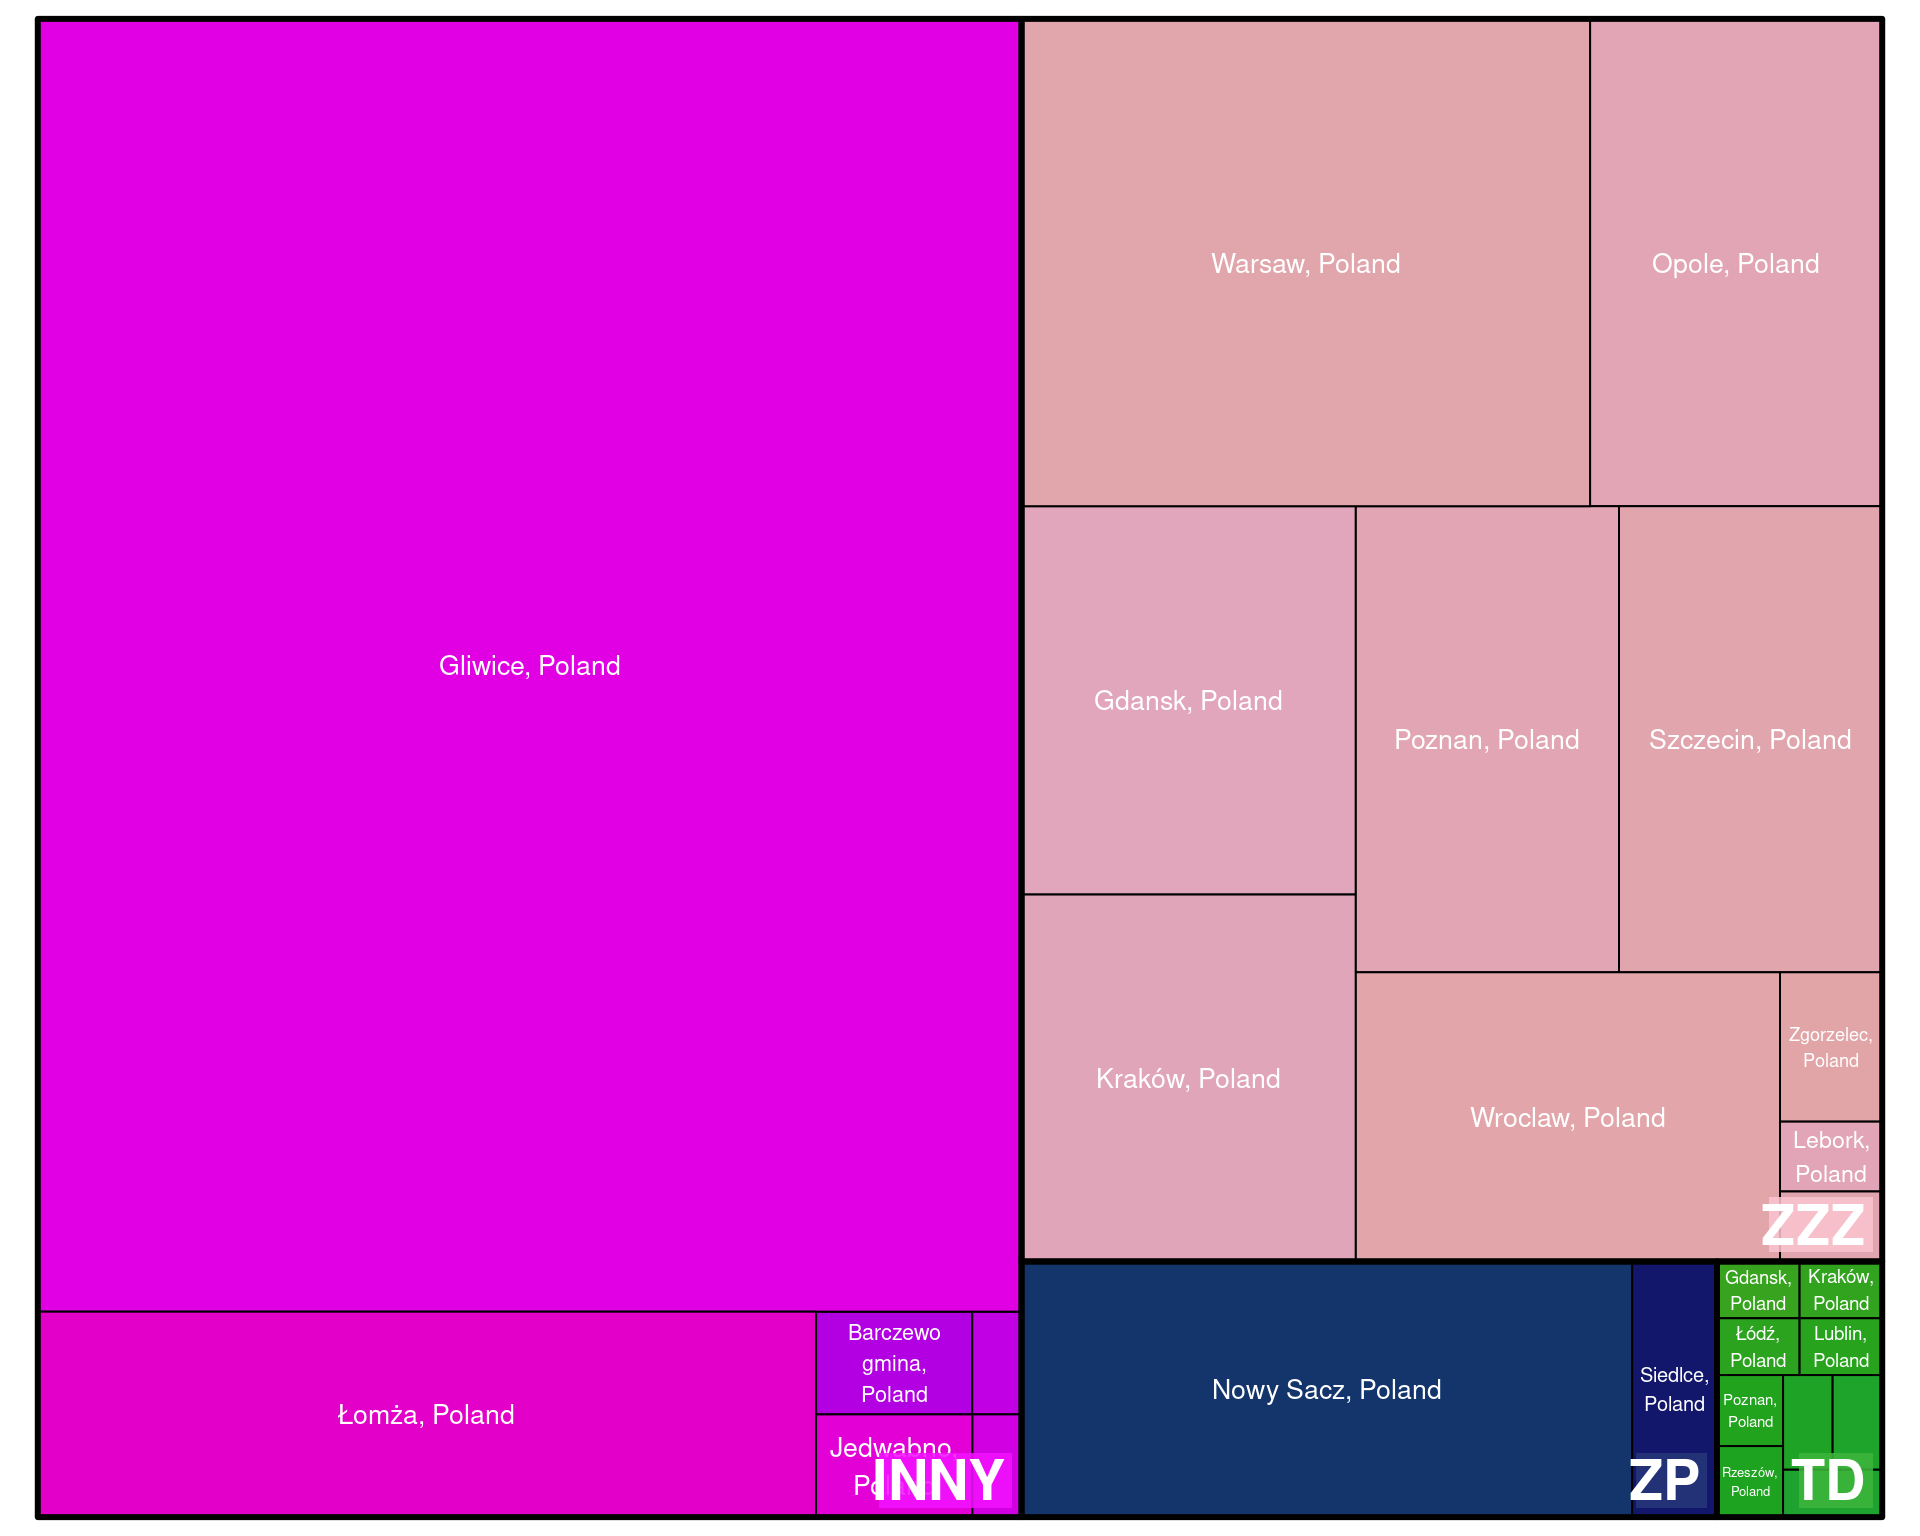 Gliwice, Poland
Łomża, Poland
Barczewo
gmina,
Poland
Jedwabno,
INNY
Warsaw, Poland
Opole, Poland
Gdansk, Poland
Poznan, Poland
Szczecin, Poland
Kraków, Poland
Wroclaw, Poland
Zgorzelec,
Poland
Lebork,
Poland
ZZZ
Nowy Sacz, Poland
Siedlce,
Poland
ZP
Gdansk,
Poland
Kraków,
Poland
Łódź,
Poland
Lublin,
Poland
Poznan,
Poland
Rzeszów,
Poland
TD